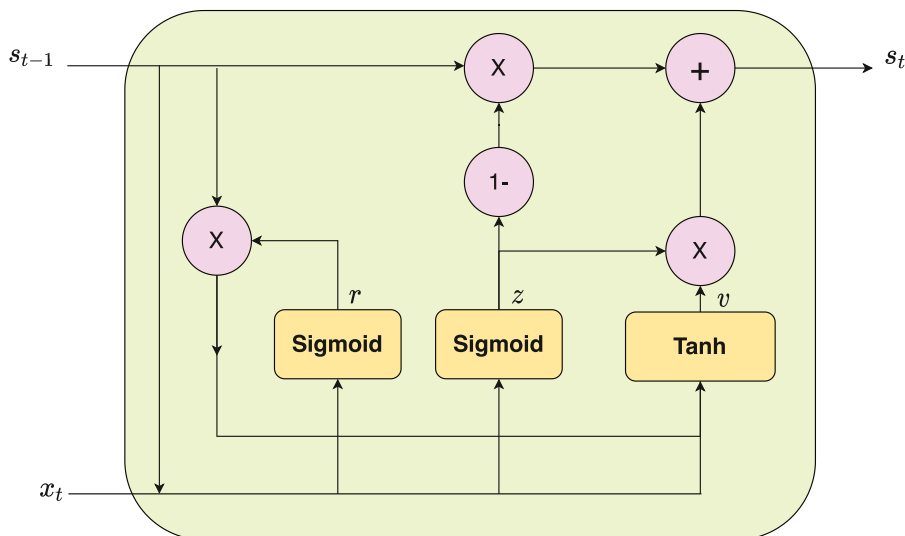 s_{t-1}
X
+
s_t
1-
X
X
r
z
v
Sigmoid
Sigmoid
Tanh
x_t